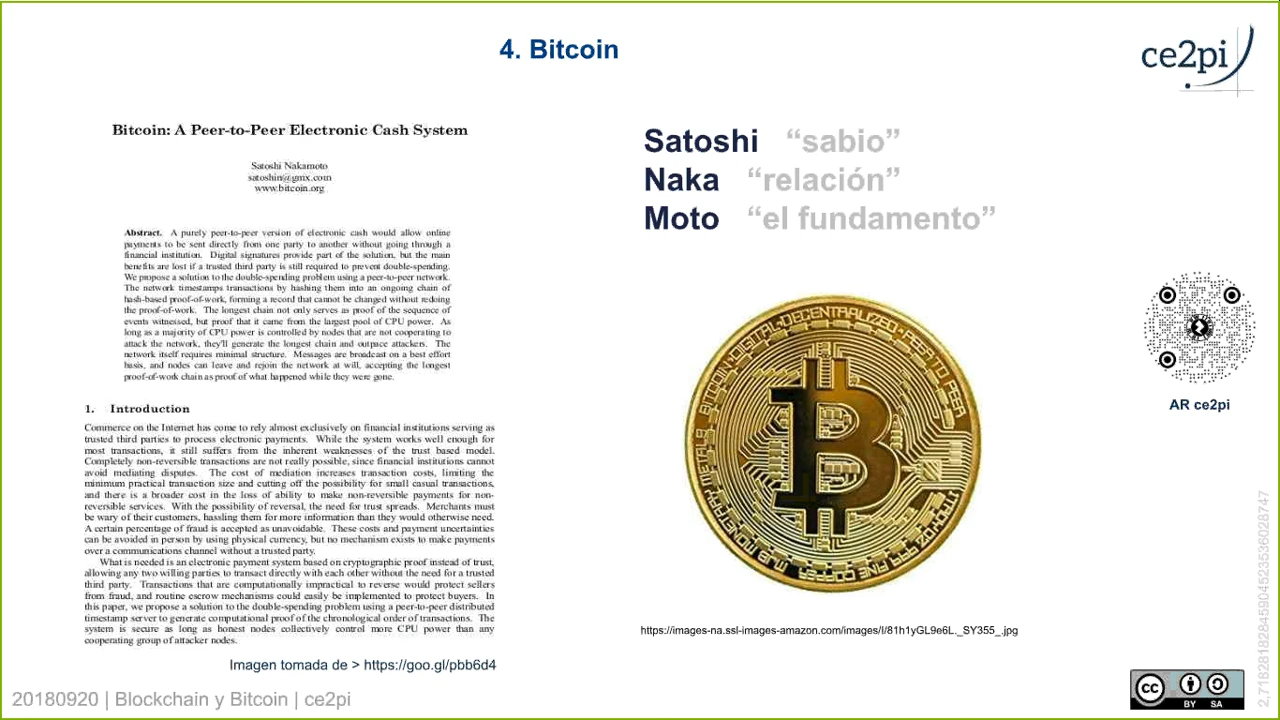 4. Bitcoin
ce2pi
Bitcoin: A Peer-to-Peer Electronic Cash System
Satoshi Nakamoto
satoshin@gmx.com
www.bitcoin.org
Abstract. A purely peer-to-peer version of electronic cash would allow online
payments to be sent directly from one party to another without going through a
financial institution. Digital signatures provide part of the solution, but the main
benefits are lost if a trusted third party is still required to prevent double-spending.
We propose a solution to the double-spending problem using a peer-to-peer network.
The network timestamps transactions by hashing them into an ongoing chain of
hash-based proof-of-work, forming a record that cannot be changed without redoing
the proof-of-work. The longest chain not only serves as proof of the sequence of
events witnessed, but proof that it came from the largest pool of CPU power. As
long as a majority of CPU power is controlled by nodes that are not cooperating to
attack the network, they'll generate the longest chain and outpace attackers. The
network itself requires minimal structure. Messages are broadcast on a best effort
basis, and nodes can leave and rejoin the network at will, accepting the longest
proof-of-work chain as proof of what happened while they were gone.
1. Introduction
Commerce on the Internet has come to rely almost exclusively on financial institutions serving as
trusted third parties to process electronic payments. While the system works well enough for
most transactions, it still suffers from the inherent weaknesses of the trust based model.
Completely non-reversible transactions are not really possible, since financial institutions cannot
avoid mediating disputes. The cost of mediation increases transaction costs, limiting the
minimum practical transaction size and cutting off the possibility for small casual transactions,
and there is a broader cost in the loss of ability to make non-reversible payments for non-
reversible services. With the possibility of reversal, the need for trust spreads. Merchants must
be wary of their customers, hassling them for more information than they would otherwise need.
A certain percentage of fraud is accepted as unavoidable. These costs and payment uncertainties
can be avoided in person by using physical currency, but no mechanism exists to make payments
over a communications channel without a trusted party.
What is needed is an electronic payment system based on cryptographic proof instead of trust,
allowing any two willing parties to transact directly with each other without the need for a trusted
third party. Transactions that are computationally impractical to reverse would protect sellers
from fraud, and routine escrow mechanisms could easily be implemented to protect buyers. In
this paper, we propose a solution to the double-spending problem using a peer-to-peer distributed
timestamp server to generate computational proof of the chronological order of transactions. The
system is secure as long as honest nodes collectively control more CPU power than any
cooperating group of attacker nodes.
Imagen tomada de > https://goo.gl/pbb6d4
Satoshi “sabio”
Naka “relación”
Moto “el fundamento”
BITCOIN DIGITAL DECENTRALIZED PEER TO PEER
FINE COPPER
https://images-na.ssl-images-amazon.com/images/I/81h1yGL9e6L._SY355_.jpg
AR ce2pi
2,71828182845904523536028747
cc BY SA
20180920 | Blockchain y Bitcoin | ce2pi